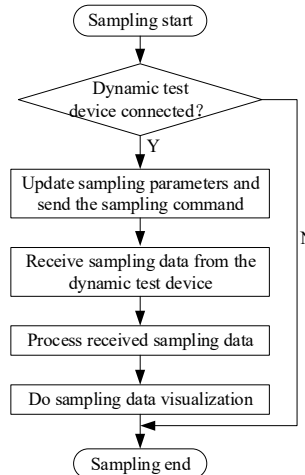 Sampling start
Dynamic test
device connected?
Y
Update sampling parameters and
send the sampling command
N
Receive sampling data from the
dynamic test device
Process received sampling data
Do sampling data visualization
Sampling end